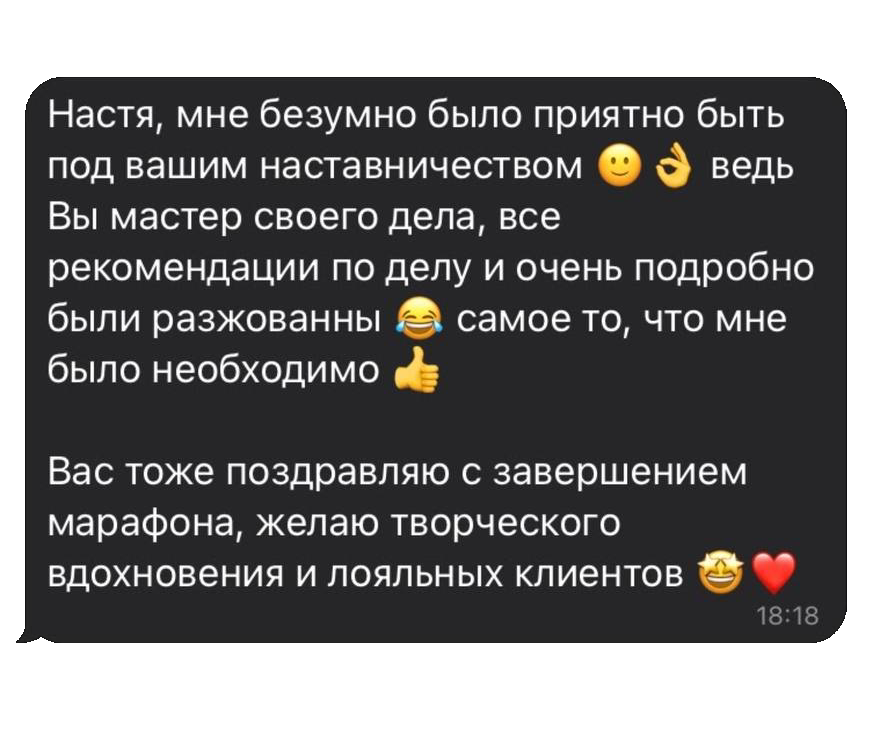 Настя, мне безумно было приятно быть
под вашим наставничеством 🙂👌 ведь
Вы мастер своего дела, все
рекомендации по делу и очень подробно
были разжованны 😂 самое то, что мне
было необходимо 👍
Вас тоже поздравляю с завершением
марафона, желаю творческого
вдохновения и лояльных клиентов 🤩❤️
18:18